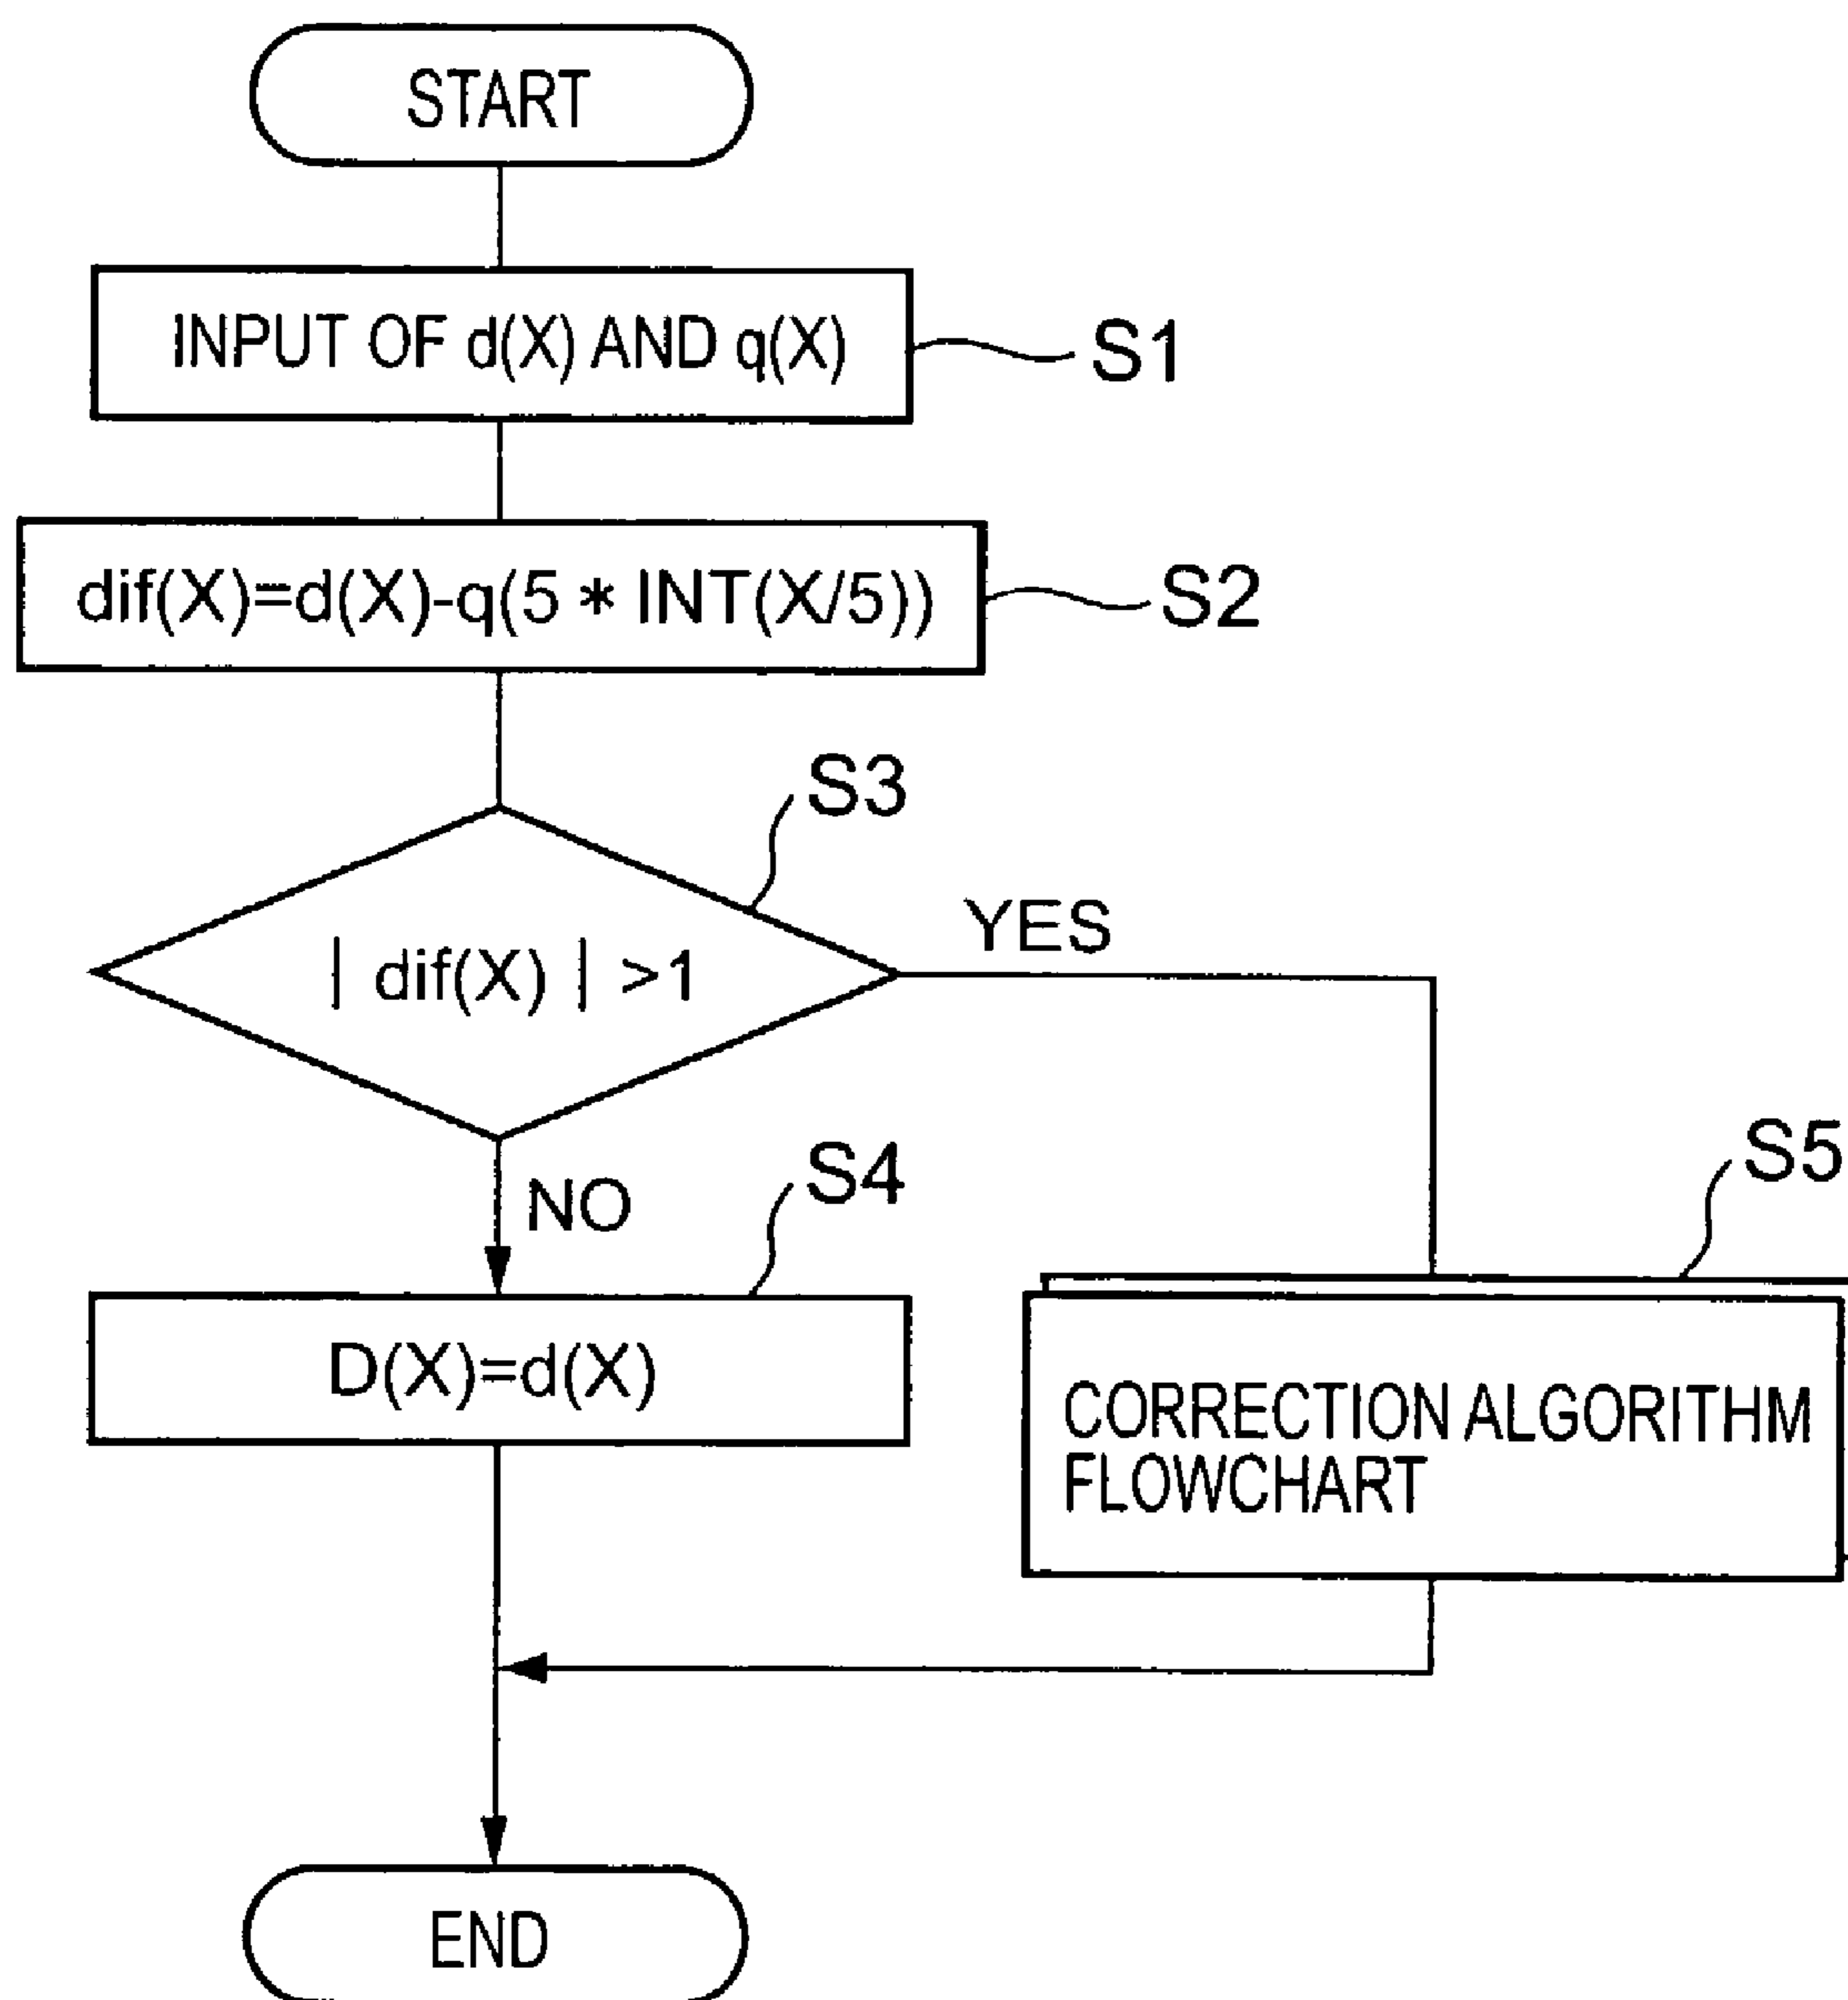 START
INPUT OF d(X) AND q(X)
S1
dif(X)=d(X)-q(5 * INT(X/5))
S2
S3
| dif(X) | >1
YES
NO
S4
S5
D(X)=d(X)
CORRECTION ALGORITHM
FLOWCHART
END